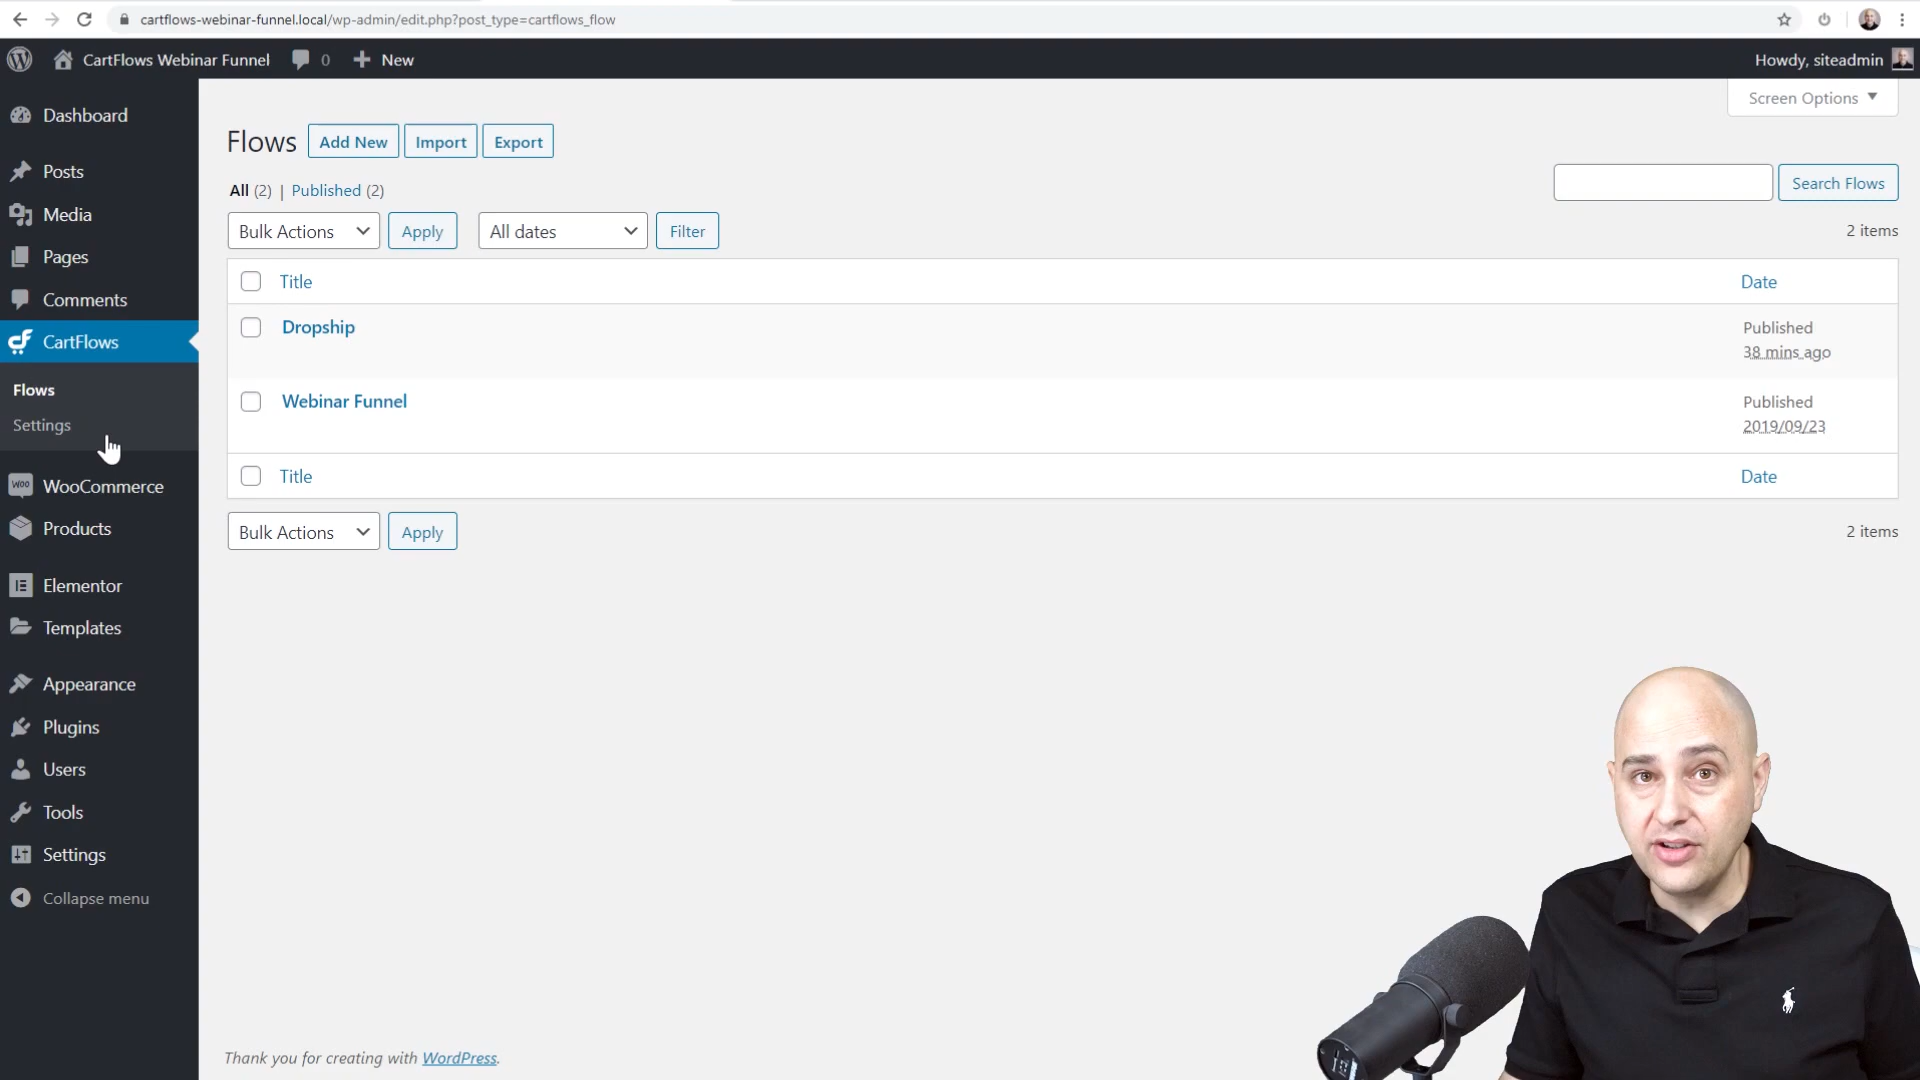 cartflows-webinar-funnel.local/wp-admin/edit.php?post_type=cartflows_flow
CartFlows Webinar Funnel 0 New
Howdy, siteadmin
Screen Options
Dashboard
Posts
Media
Pages
Comments
CartFlows
Flows
Settings
WooCommerce
Products
Elementor
Templates
Appearance
Plugins
Users
Tools
Settings
Collapse menu
Flows Add New Import Export
All (2) | Published (2)
Search Flows
Bulk Actions Apply All dates Filter
2 items
Title Date
Dropship Published
38 mins ago
Webinar Funnel Published
2019/09/23
Title Date
Bulk Actions Apply
2 items
Thank you for creating with WordPress.